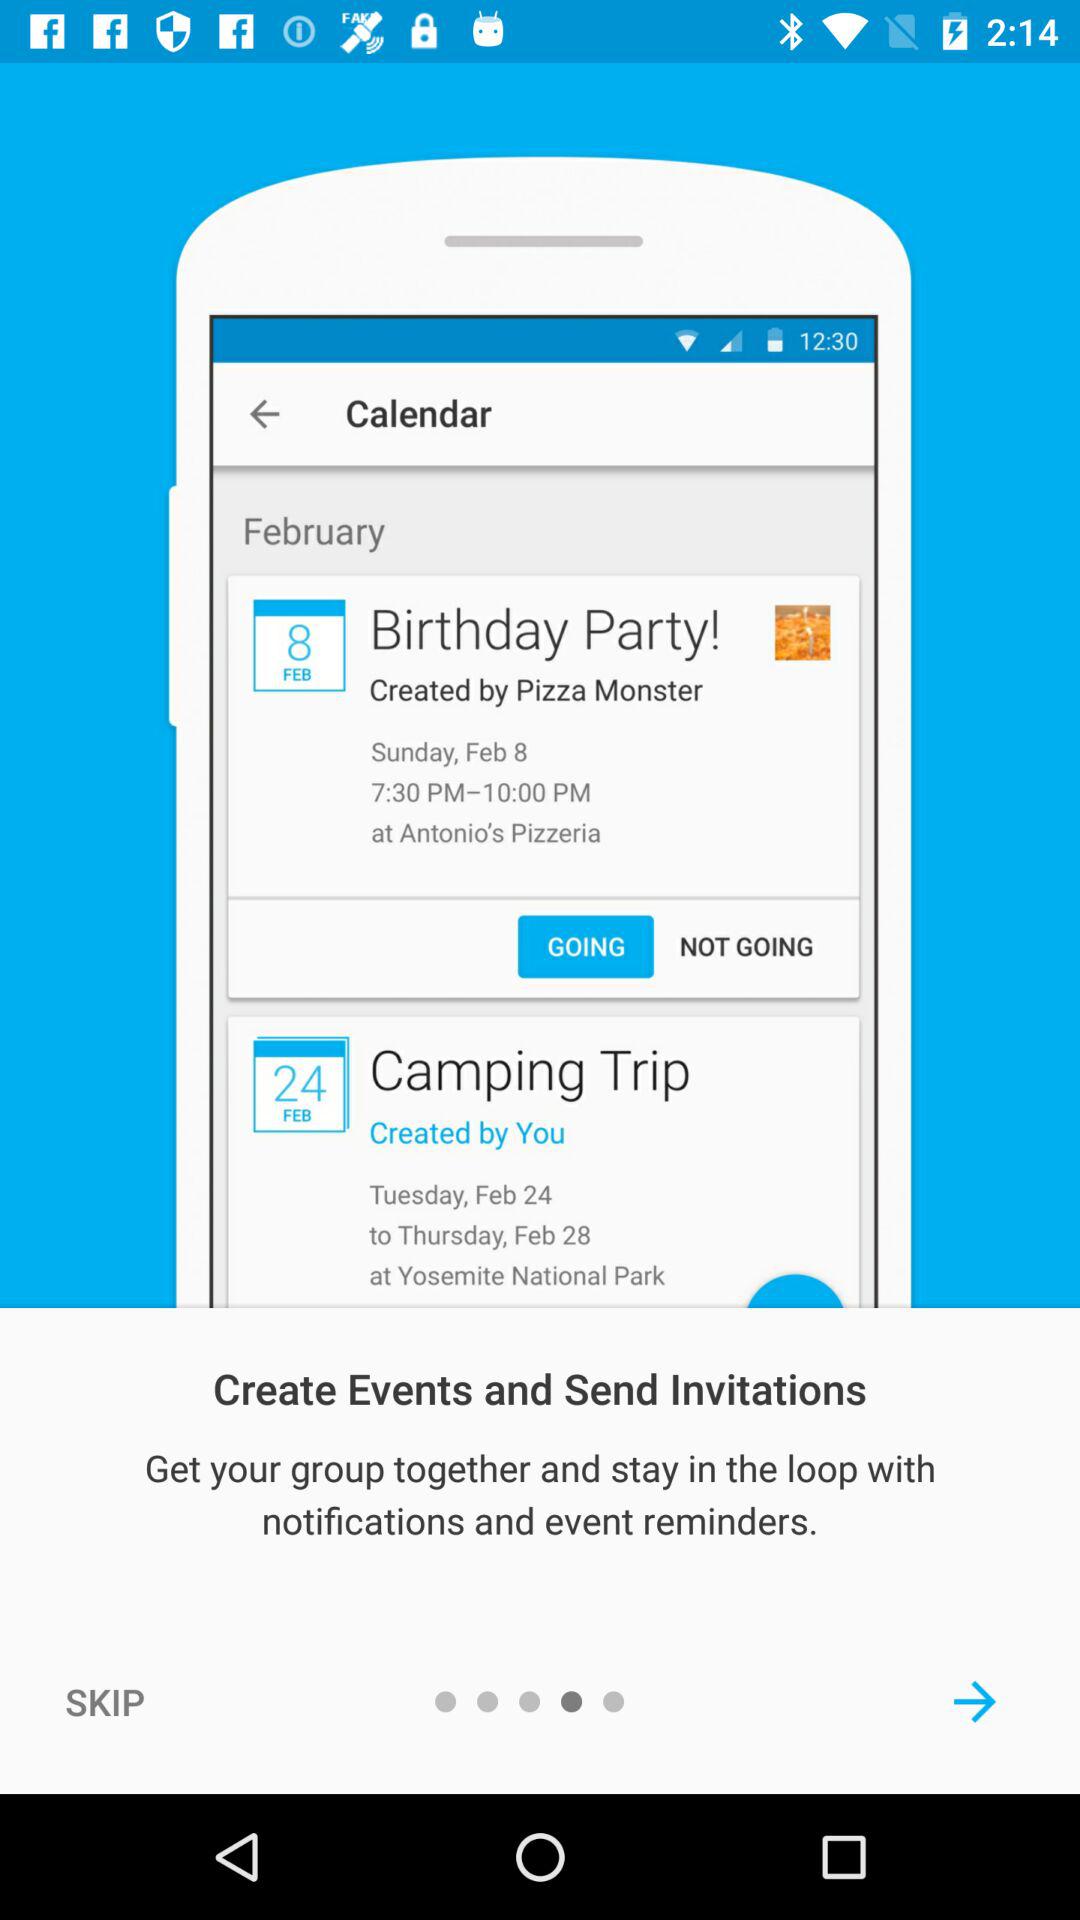 FAKE
2:14
12:30
Calendar
February
8
FEB
Birthday Party!
Created by Pizza Monster
Sunday, Feb 8
7:30 PM–10:00 PM
at Antonio’s Pizzeria
GOING NOT GOING
24
FEB
Camping Trip
Created by You
Tuesday, Feb 24
to Thursday, Feb 28
at Yosemite National Park
Create Events and Send Invitations
Get your group together and stay in the loop with
notifications and event reminders.
SKIP